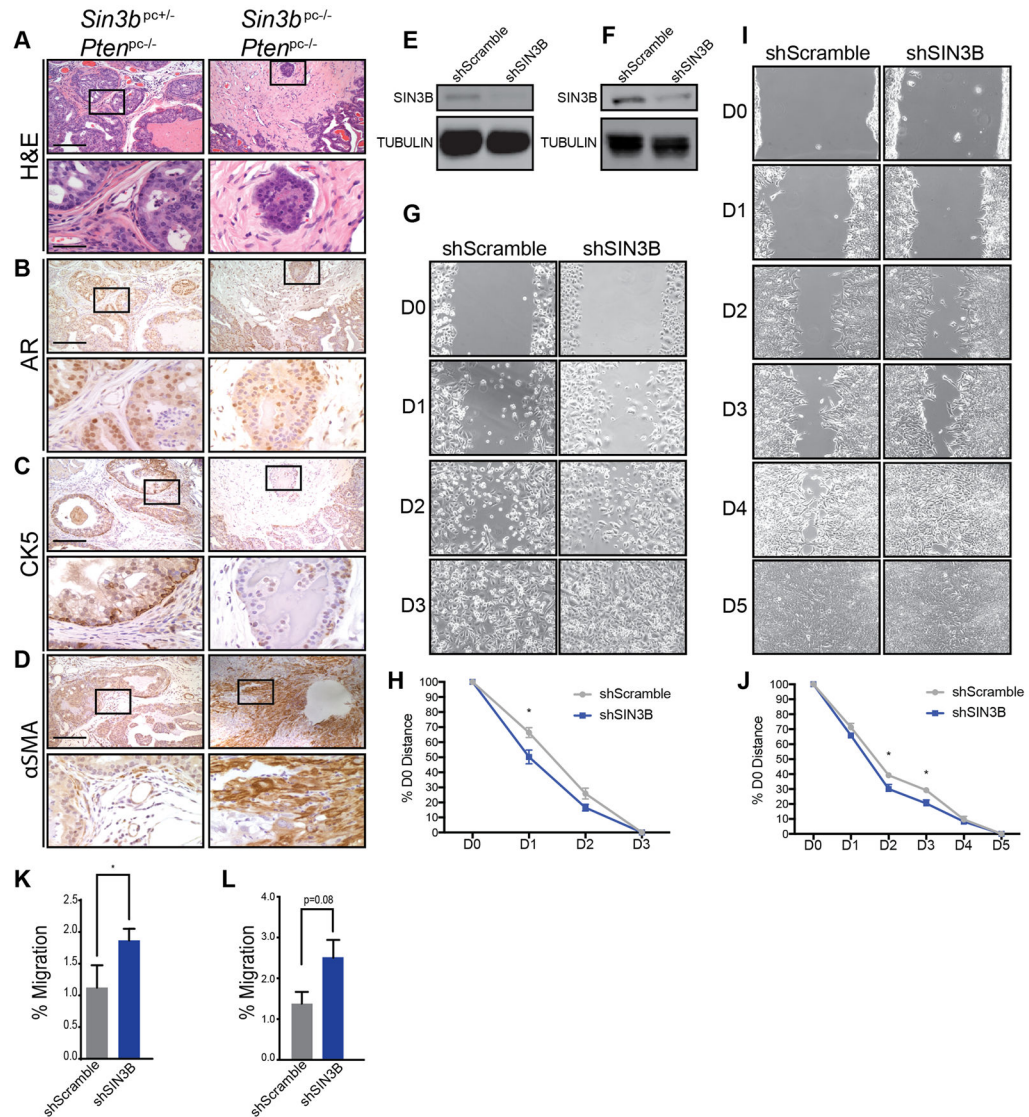 A
Sin3b pc+/-
Pten pc-/-
Sin3b pc-/-
Pten pc-/-
H&E
B
AR
C
CK5
D
αSMA
E
shScramble
shSIN3B
SIN3B
TUBULIN
F
shScramble
shSIN3B
SIN3B
TUBULIN
G
shScramble
shSIN3B
D0
D1
D2
D3
H
% D0 Distance
100
90
80
70
60
50
40
30
20
10
0
D0
D1
D2
D3
*
shScramble
shSIN3B
I
shScramble
shSIN3B
D0
D1
D2
D3
D4
D5
J
% D0 Distance
100
90
80
70
60
50
40
30
20
10
0
D0
D1
D2
D3
D4
D5
*
*
shScramble
shSIN3B
K
% Migration
2.5
2.0
1.5
1.0
0.5
0.0
*
shScramble
shSIN3B
L
% Migration
4.0
3.0
2.0
1.0
0.0
p=0.08
shScramble
shSIN3B